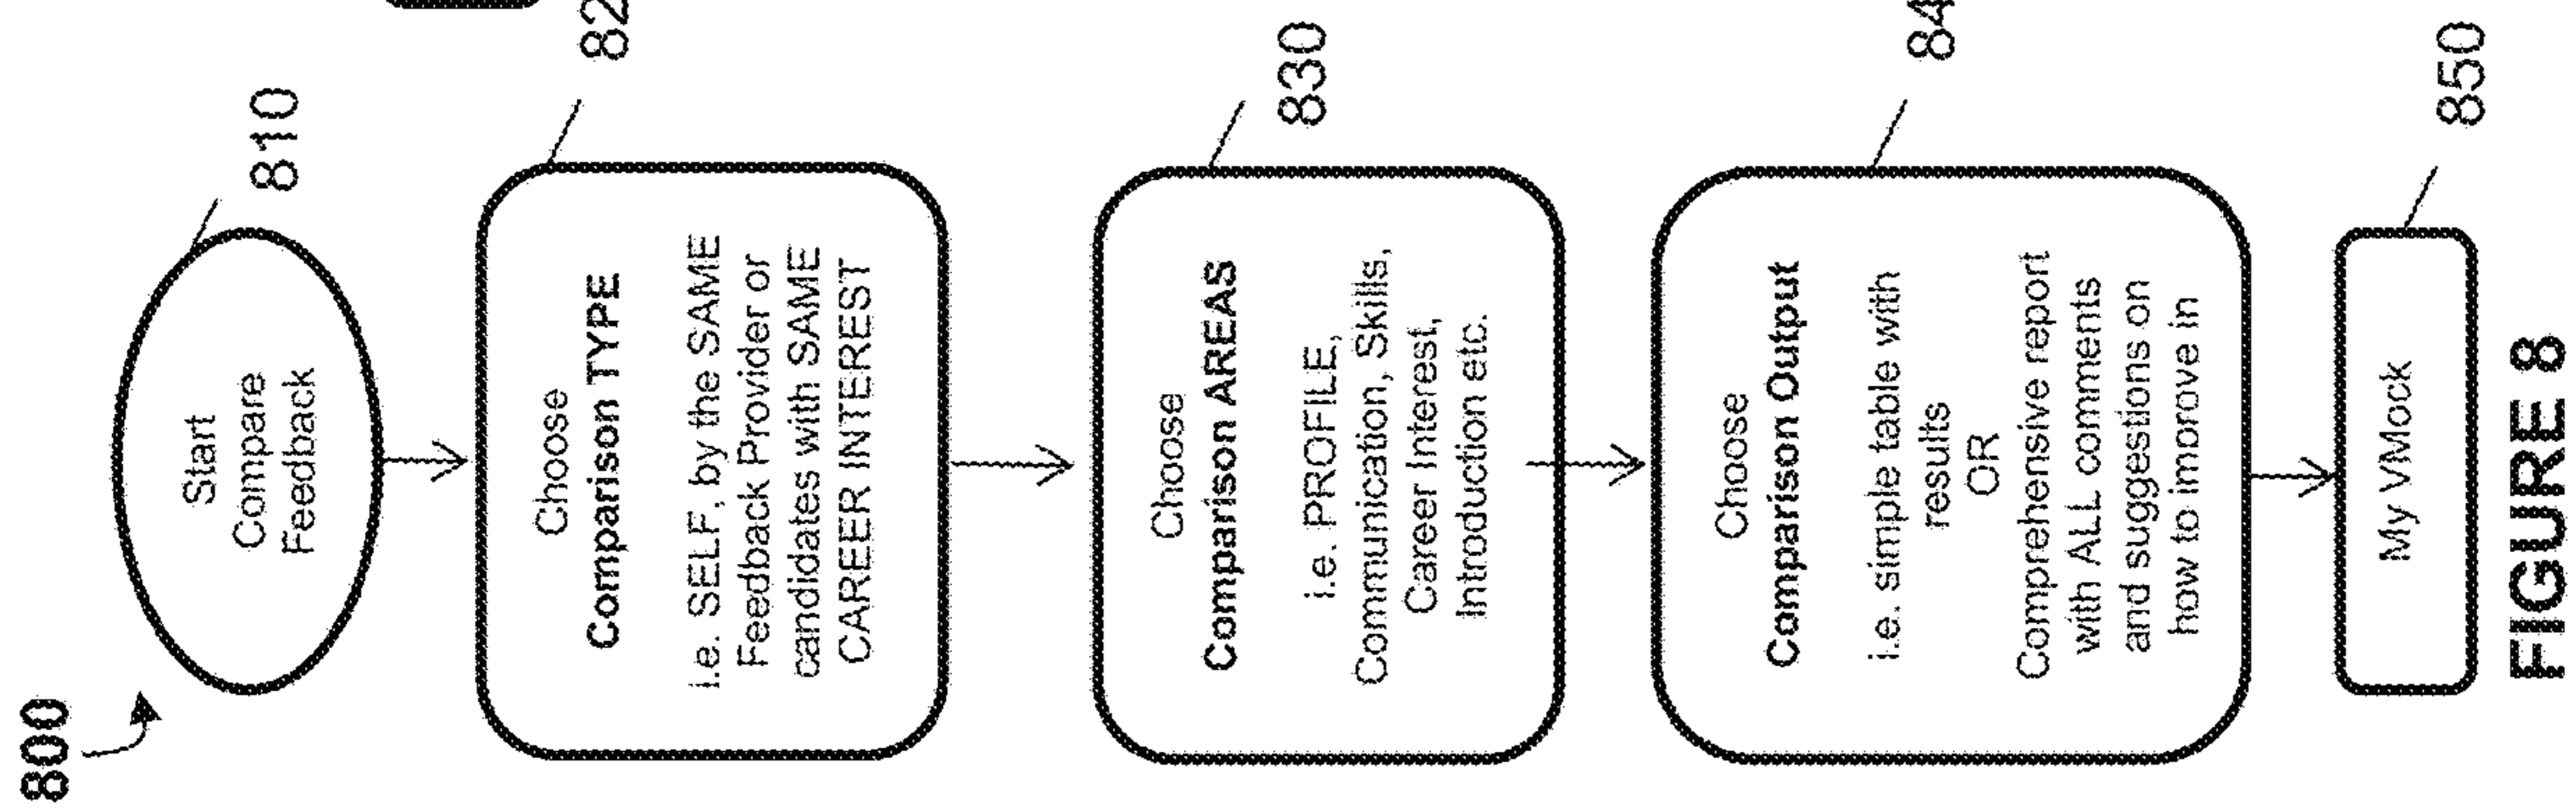 800
Start
Compare
Feedback
810
Choose
Comparison TYPE
i.e. SELF, by the SAME
Feedback Provider or
candidates with SAME
CAREER INTEREST
Choose
Comparison AREAS
i.e. PROFILE,
Communication, Skills,
Career Interest,
Introduction etc.
830
Choose
Comparison Output
i.e. simple table with
results
OR
Comprehensive report
with ALL comments
and suggestions on
how to improve in
My VMock
850
FIGURE 8